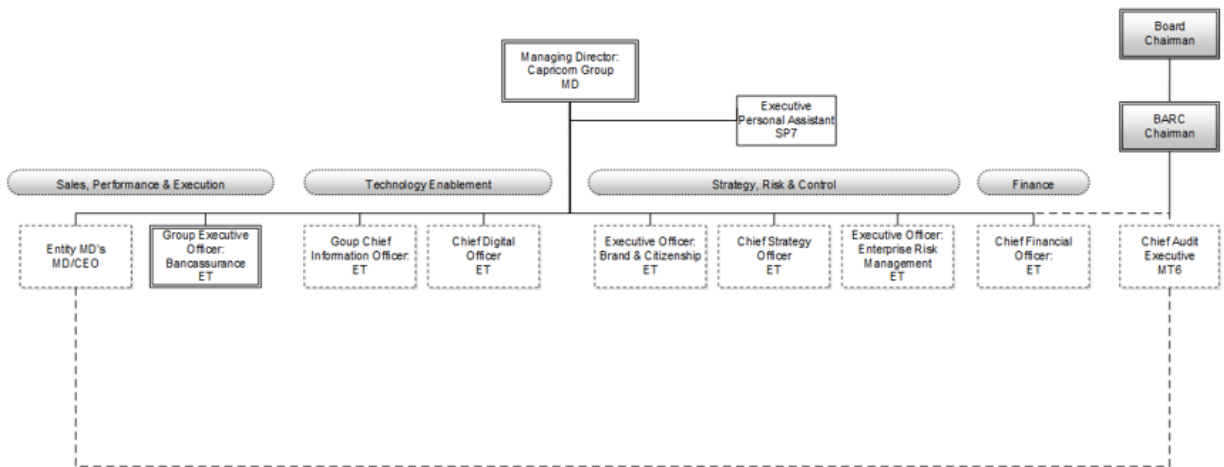 Board
Chairman
Managing Director:
Capricorn Group
MD
Executive
Personal Assistant
SP7
BARC
Chairman
Sales, Performance & Execution
Technology Enablement
Strategy, Risk & Control
Finance
Entity MD's
MD/CEO
Group Executive
Officer:
Bancassurance
ET
Goup Chief
Information Officer:
ET
Chief Digital
Officer
ET
Executive Officer:
Brand & Citizenship
ET
Chief Strategy
Officer
ET
Executive Officer:
Enterprise Risk
Management
ET
Chief Financial
Officer:
ET
Chief Audit
Executive
MT6